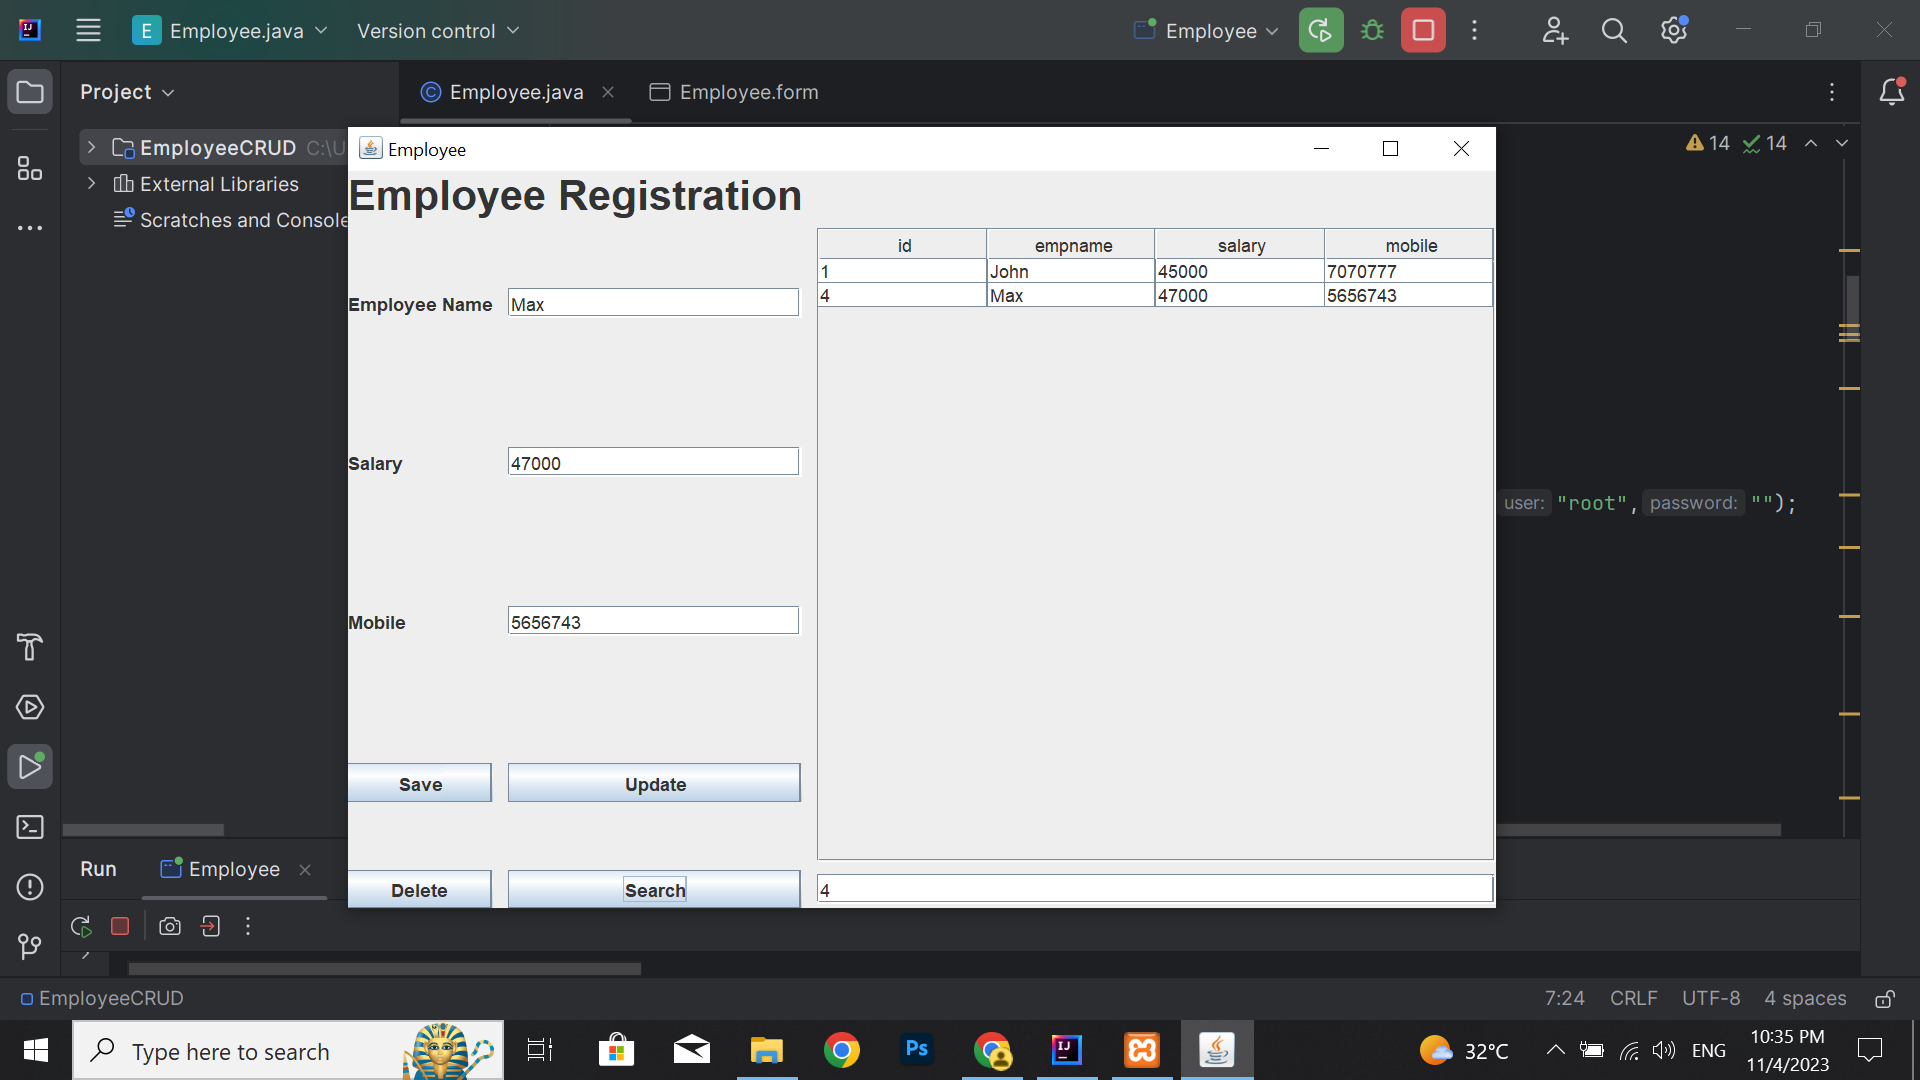 E Employee.java Version control Employee
Project Employee.java Employee.form
EmployeeCRUD C:\U
External Libraries
Scratches and Console
14 14
Employee
Employee Registration
id empname salary mobile
1 John 45000 7070777
4 Max 47000 5656743
Employee Name Max
Salary 47000
Mobile 5656743
Save Update
Delete Search 4
user: "root", password: "");
Run Employee
EmployeeCRUD 7:24 CRLF UTF-8 4 spaces
Type here to search Ps IJ 32°C ENG 10:35 PM
11/4/2023